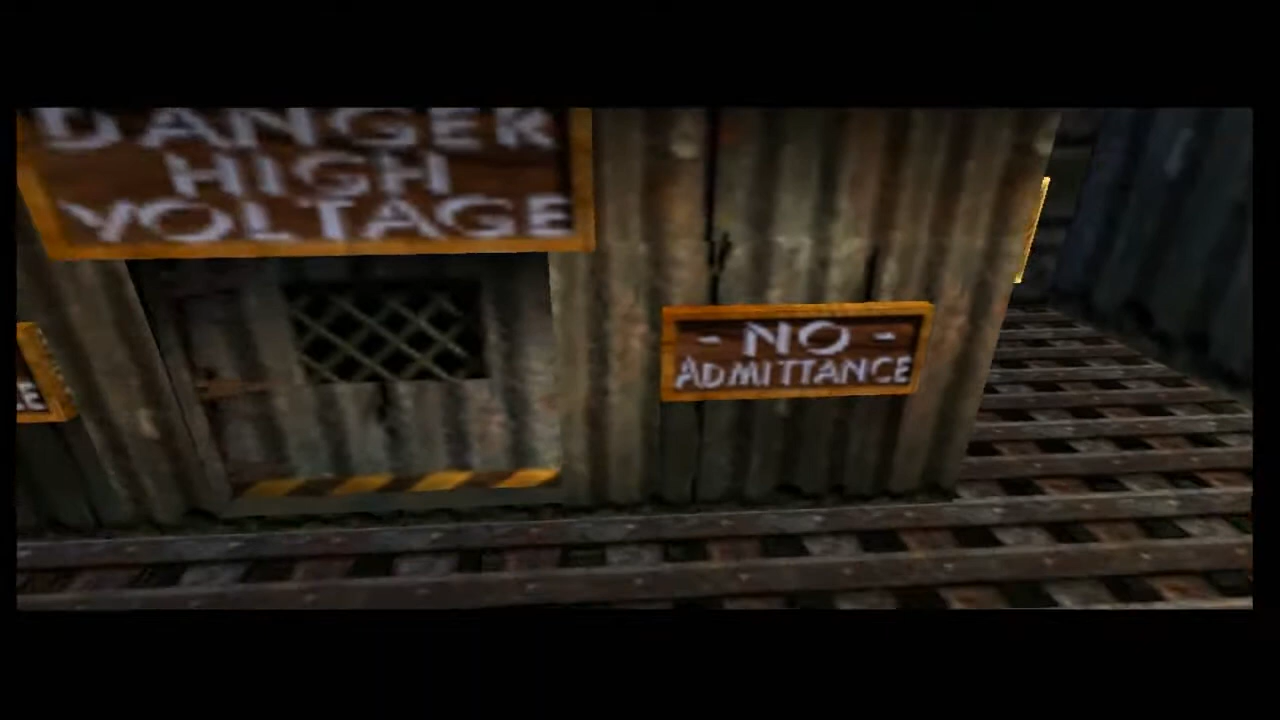 DANGER
HIGH
VOLTAGE
- NO -
ADMITTANCE
E